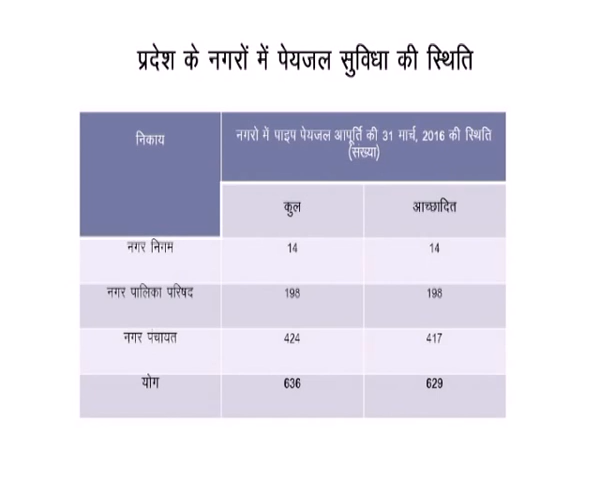 प्रदेश के नगरों में पेयजल सुविधा की स्थिति
निकाय
नगरो में पाइप पेयजल आपूर्ति की 31 मार्च, 2016 की स्थिति
(संख्या)
कुल
आच्छादित
नगर निगम 14 14
नगर पालिका परिषद 198 198
नगर पंचायत 424 417
योग 636 629